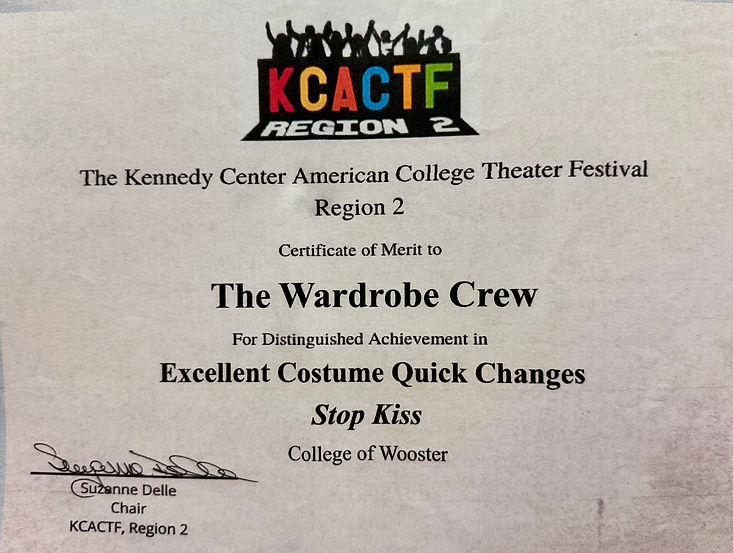 KCACTF
REGION 2
The Kennedy Center American College Theater Festival
Region 2
Certificate of Merit to
The Wardrobe Crew
For Distinguished Achievement in
Excellent Costume Quick Changes
Stop Kiss
College of Wooster
Suzanne Delle
Suzanne Delle
Chair
KCACTF, Region 2